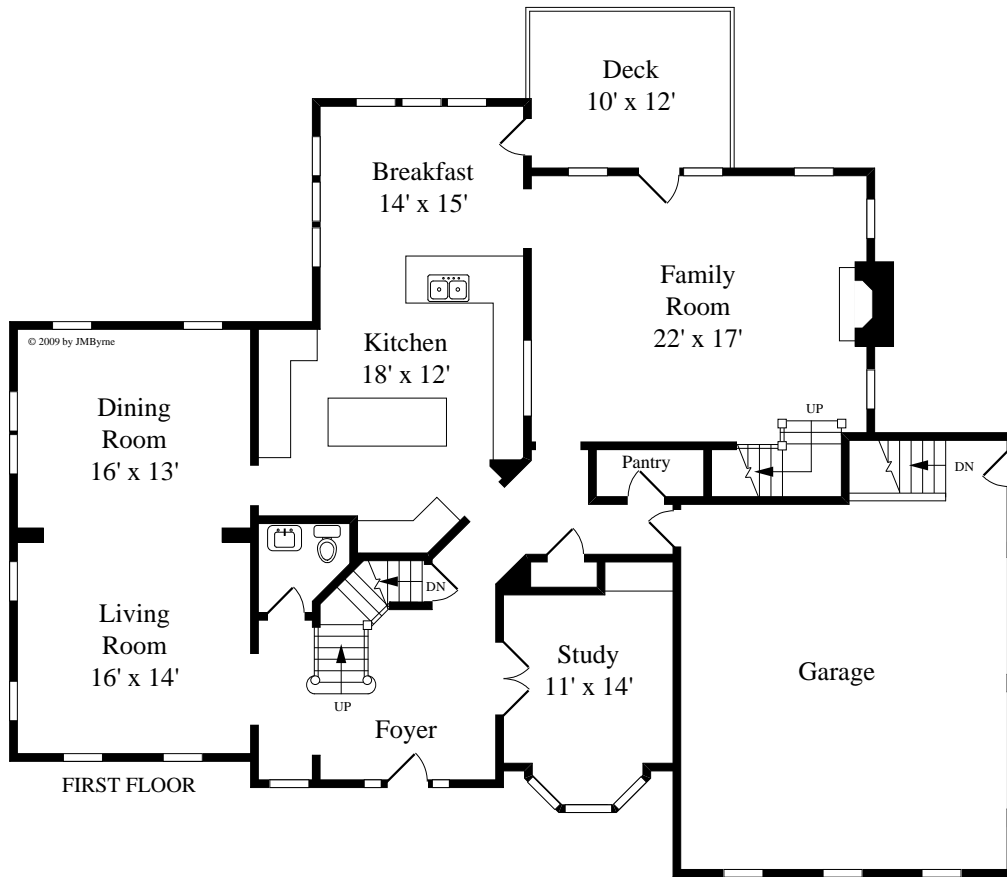 Deck
10' x 12'
Breakfast
14' x 15'
Family
Room
22' x 17'
© 2009 by JMByrne
Kitchen
18' x 12'
Dining
Room
16' x 13'
UP
Pantry
DN
DN
Living
Room
16' x 14'
Study
11' x 14'
Garage
UP
Foyer
FIRST FLOOR